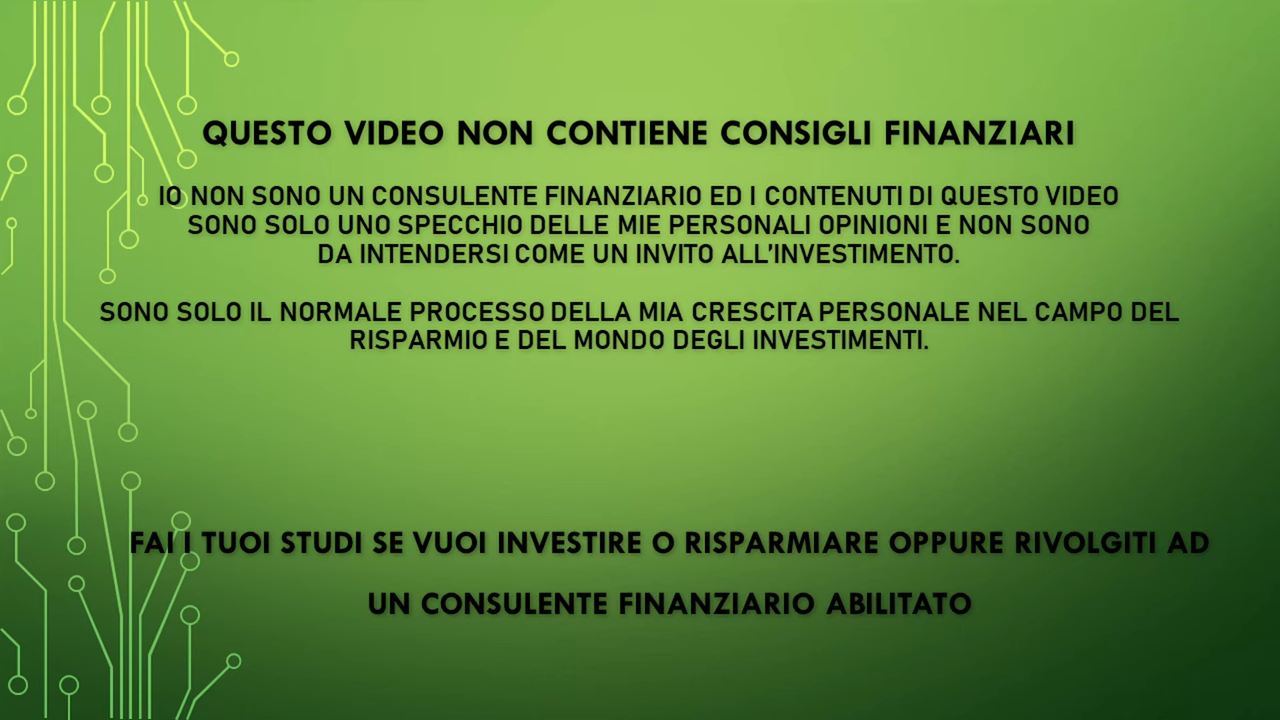 QUESTO VIDEO NON CONTIENE CONSIGLI FINANZIARI
IO NON SONO UN CONSULENTE FINANZIARIO ED I CONTENUTI DI QUESTO VIDEO
SONO SOLO UNO SPECCHIO DELLE MIE PERSONALI OPINIONI E NON SONO
DA INTENDERSI COME UN INVITO ALL'INVESTIMENTO.
SONO SOLO IL NORMALE PROCESSO DELLA MIA CRESCITA PERSONALE NEL CAMPO DEL
RISPARMIO E DEL MONDO DEGLI INVESTIMENTI.
FAI I TUOI STUDI SE VUOI INVESTIRE O RISPARMIARE OPPURE RIVOLGITI AD
UN CONSULENTE FINANZIARIO ABILITATO